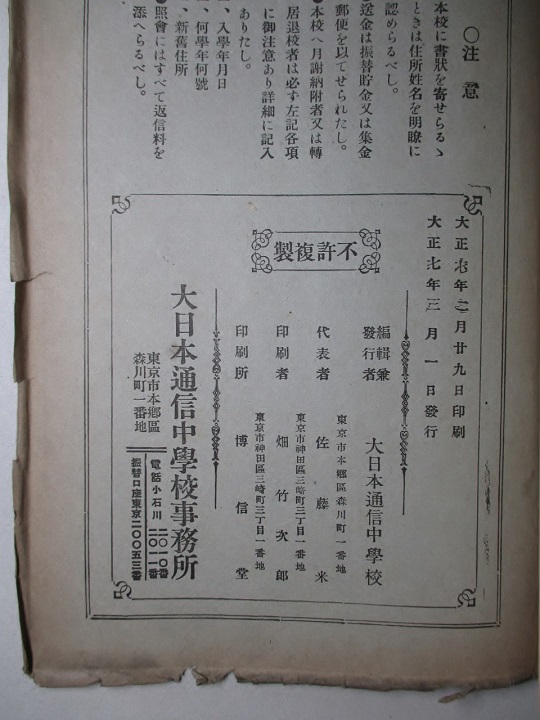 ○注意
本校に書狀を寄せらるゝ
ときは住所姓名を明瞭に
認めらるべし。
送金は振替貯金又は集金
郵便を以てせられたし。
●本校へ月謝納附者又は轉
居退校者は必ず左記各項
に御注意あり詳細に記入
ありたし。
一、入學年月日
一、何學年何號
一、新舊住所
●照會にはすべて返信料を
添へらるべし。
大正七年二月廿九日印刷
大正七年三月一日發行
不許複製
編輯兼發行者 大日本通信中學校
東京市本鄕區森川町一番地
代表者 佐藤米
東京市神田區三崎町三丁目一番地
印刷者 畑竹次郎
東京市神田區三崎町三丁目一番地
印刷所 博信堂
大日本通信中學校事務所
東京市本鄕區
森川町一番地
電話小石川 二〇一〇番 二〇一一番
振替口座東京二〇〇五三番